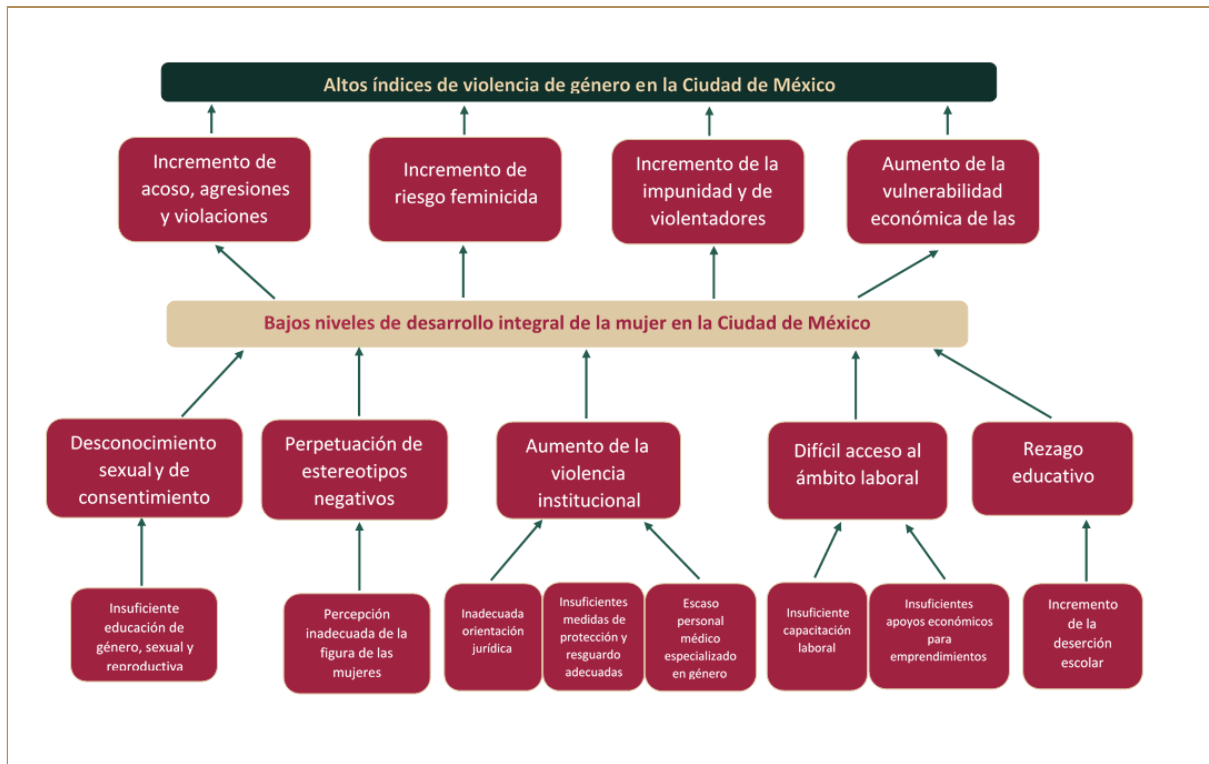 Altos índices de violencia de género en la Ciudad de México
Incremento de
acoso, agresiones
y violaciones
Incremento de
riesgo feminicida
Incremento de la
impunidad y de
violentadores
Aumento de la
vulnerabilidad
económica de las
Bajos niveles de desarrollo integral de la mujer en la Ciudad de México
Desconocimiento
sexual y de
consentimiento
Perpetuación de
estereotipos
negativos
Aumento de la
violencia
institucional
Difícil acceso al
ámbito laboral
Rezago
educativo
Insuficiente
educación de
género, sexual y
reproductiva
Percepción
inadecuada de la
figura de las
mujeres
Inadecuada
orientación
jurídica
Insuficientes
medidas de
protección y
resguardo
adecuadas
Escaso
personal
médico
especializado
en género
Insuficiente
capacitación
laboral
Insuficientes
apoyos económicos
para
emprendimientos
Incremento
de la
deserción
escolar